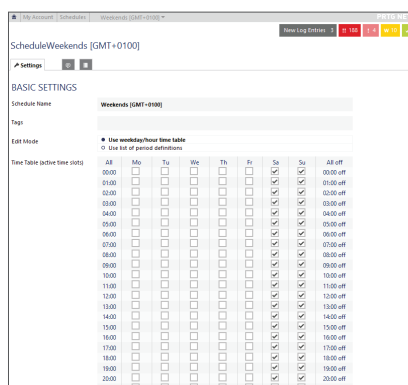 My Account Schedules Weekends [GMT+0100]
PRTG NE
New Log Entries 3 188 4 W 10
ScheduleWeekends [GMT+0100]
Settings
BASIC SETTINGS
Schedule Name Weekends [GMT+0100]
Tags
Edit Mode Use weekday/hour time table
Use list of period definitions
Time Table (active time slots) All Mo Tu We Th Fr Sa Su All off
00:00 00:00 off
01:00 01:00 off
02:00 02:00 off
03:00 03:00 off
04:00 04:00 off
05:00 05:00 off
06:00 06:00 off
07:00 07:00 off
08:00 08:00 off
09:00 09:00 off
10:00 10:00 off
11:00 11:00 off
12:00 12:00 off
13:00 13:00 off
14:00 14:00 off
15:00 15:00 off
16:00 16:00 off
17:00 17:00 off
18:00 18:00 off
19:00 19:00 off
20:00 20:00 off